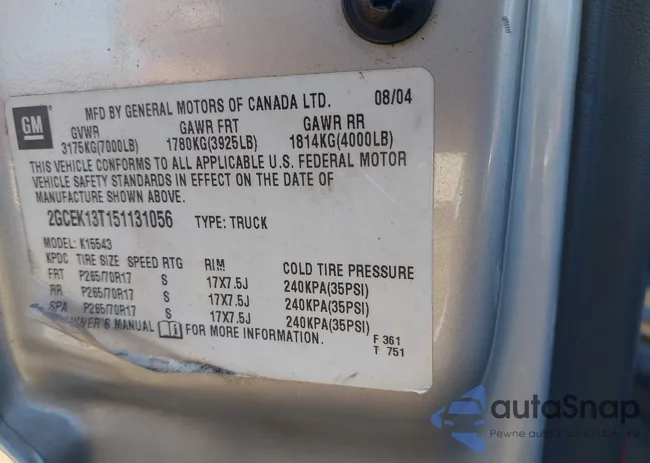 GM
MFD BY GENERAL MOTORS OF CANADA LTD. 08/04
GVWR GAWR FRT GAWR RR
3175KG(7000LB) 1780KG(3925LB) 1814KG(4000LB)
THIS VEHICLE CONFORMS TO ALL APPLICABLE U.S. FEDERAL MOTOR
VEHICLE SAFETY STANDARDS IN EFFECT ON THE DATE OF
MANUFACTURE SHOWN ABOVE.
2GCEK13T151131056 TYPE: TRUCK
MODEL: K15543
KPDC TIRE SIZE SPEED RTG RIM COLD TIRE PRESSURE
FRT P265/70R17 S 17X7.5J 240KPA(35PSI)
RR P265/70R17 S 17X7.5J 240KPA(35PSI)
SPA P265/70R17 S 17X7.5J 240KPA(35PSI)
MANUAL FOR MORE INFORMATION.
F 361
T 751
autoSnap
Pewne auto